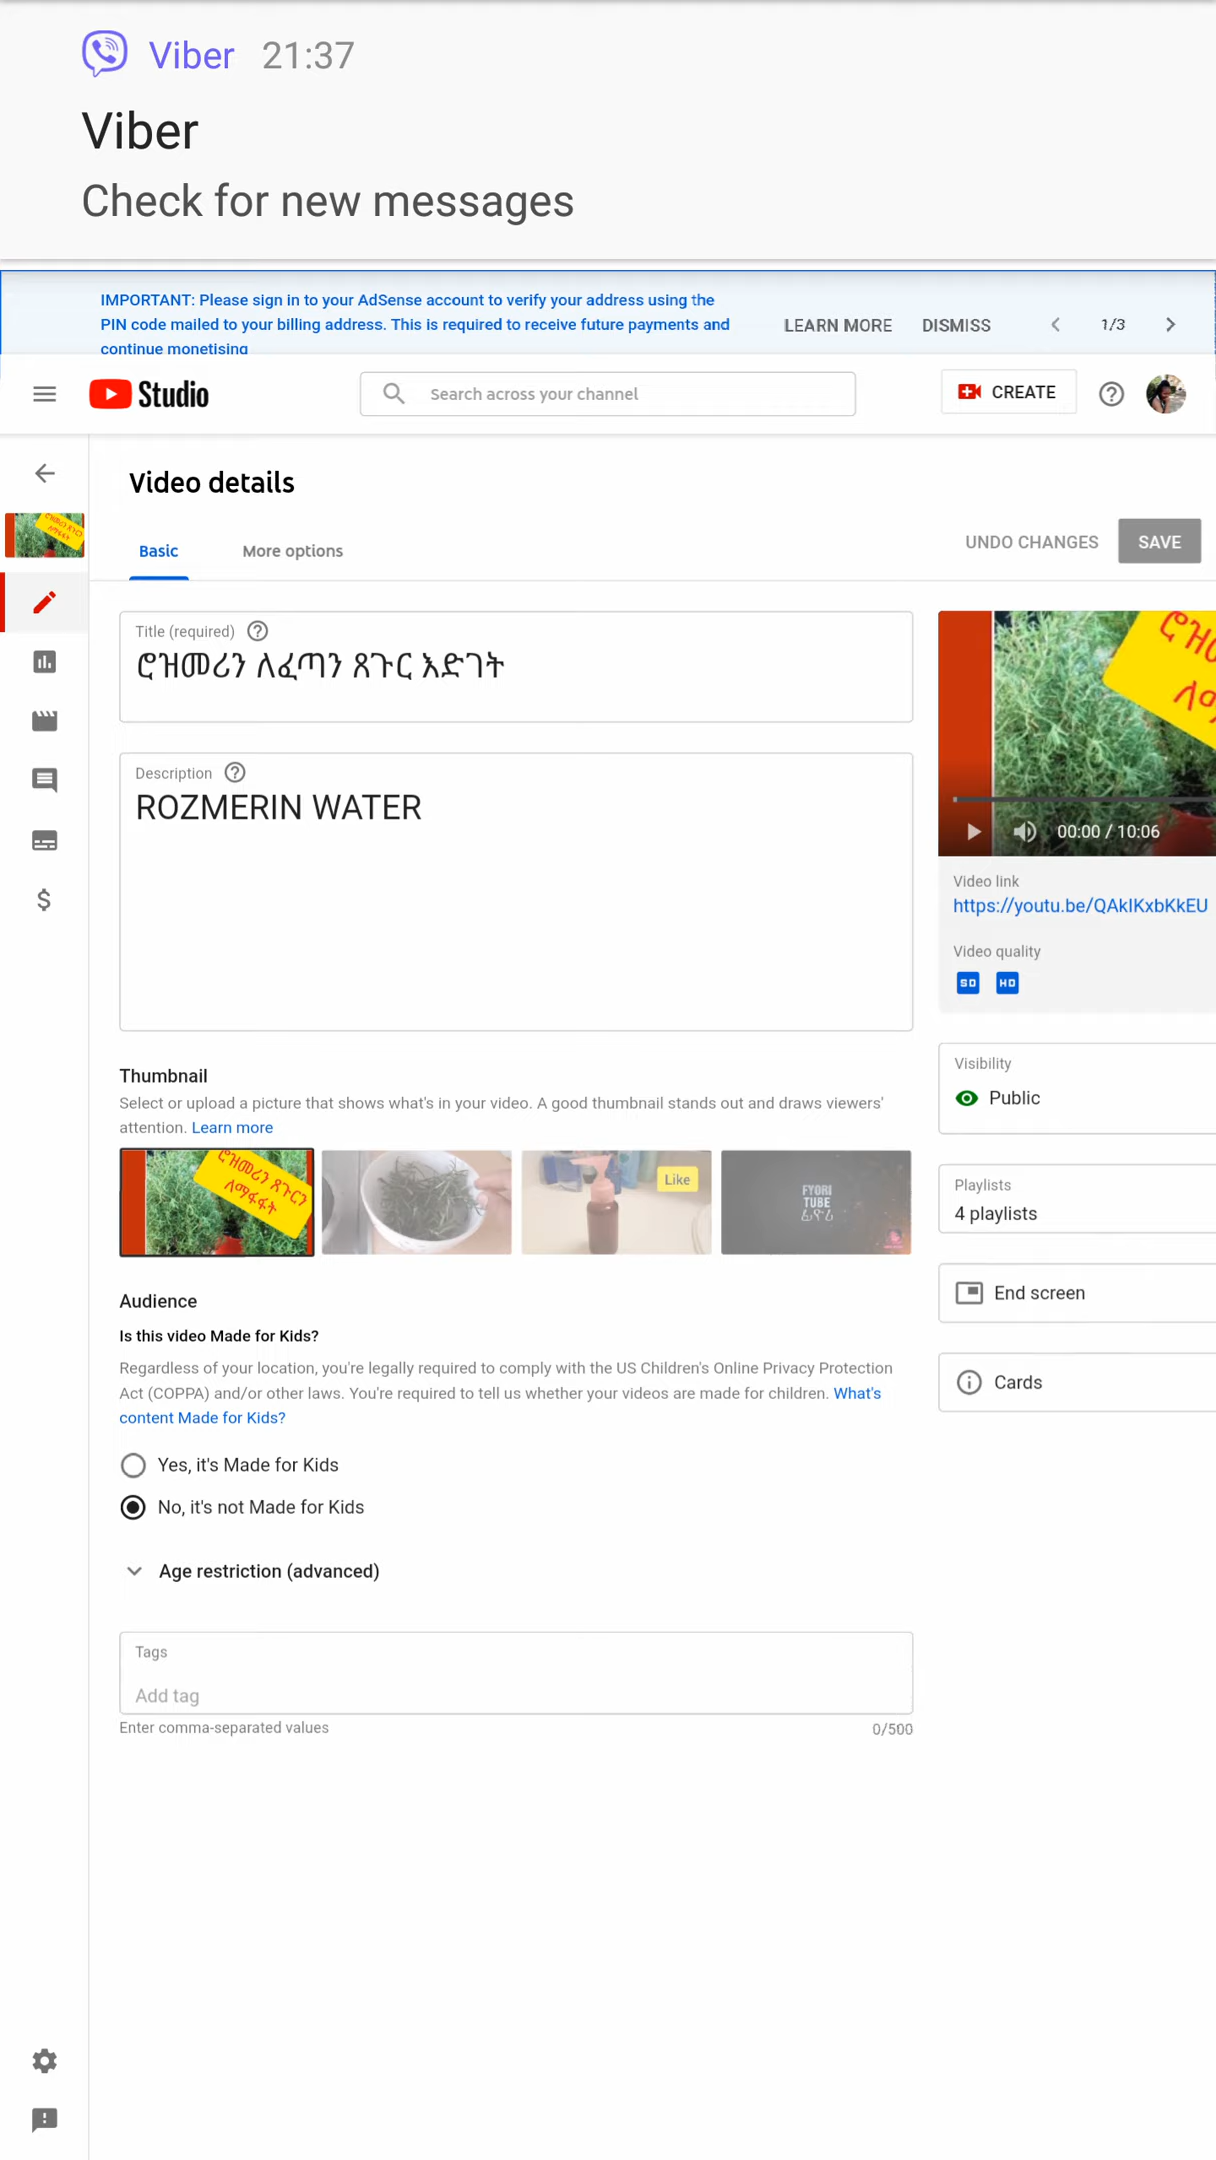 Viber 21:37
Viber
Check for new messages
IMPORTANT: Please sign in to your AdSense account to verify your address using the
PIN code mailed to your billing address. This is required to receive future payments and
continue monetising
LEARN MORE DISMISS 1/3
Studio
Search across your channel
CREATE
Video details
Basic More options
UNDO CHANGES SAVE
Title (required)
ሮዝመሪን ለፈጣን ጸጉር እድገት
Description
ROZMERIN WATER
00:00 / 10:06
Video link
https://youtu.be/QAkIKxbKkEU
Video quality
SD HD
Visibility
Public
Thumbnail
Select or upload a picture that shows what's in your video. A good thumbnail stands out and draws viewers'
attention. Learn more
ሮዝመሪን ጸጉርን
ለማፋፋት
Like
FYORI
TUBE
ፊዮሪ
Playlists
4 playlists
End screen
Cards
Audience
Is this video Made for Kids?
Regardless of your location, you're legally required to comply with the US Children's Online Privacy Protection
Act (COPPA) and/or other laws. You're required to tell us whether your videos are made for children. What's
content Made for Kids?
Yes, it's Made for Kids
No, it's not Made for Kids
Age restriction (advanced)
Tags
Add tag
Enter comma-separated values
0/500